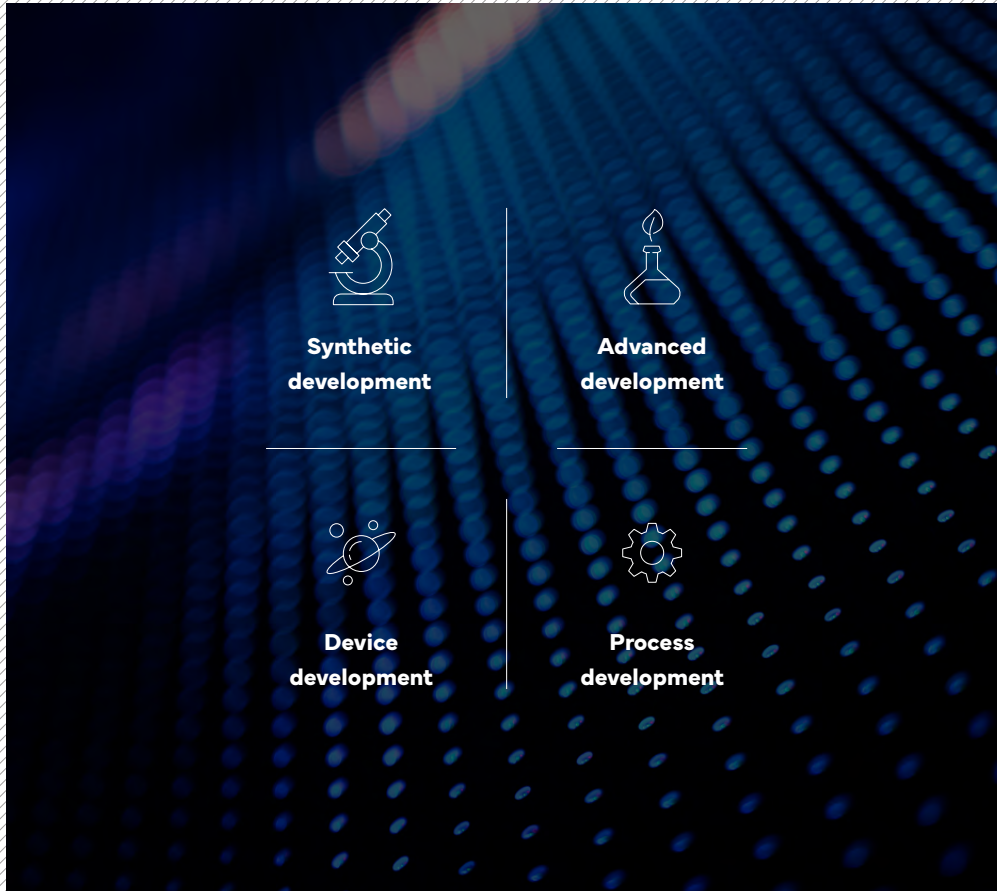 Synthetic
development
Advanced
development
Device
development
Process
development